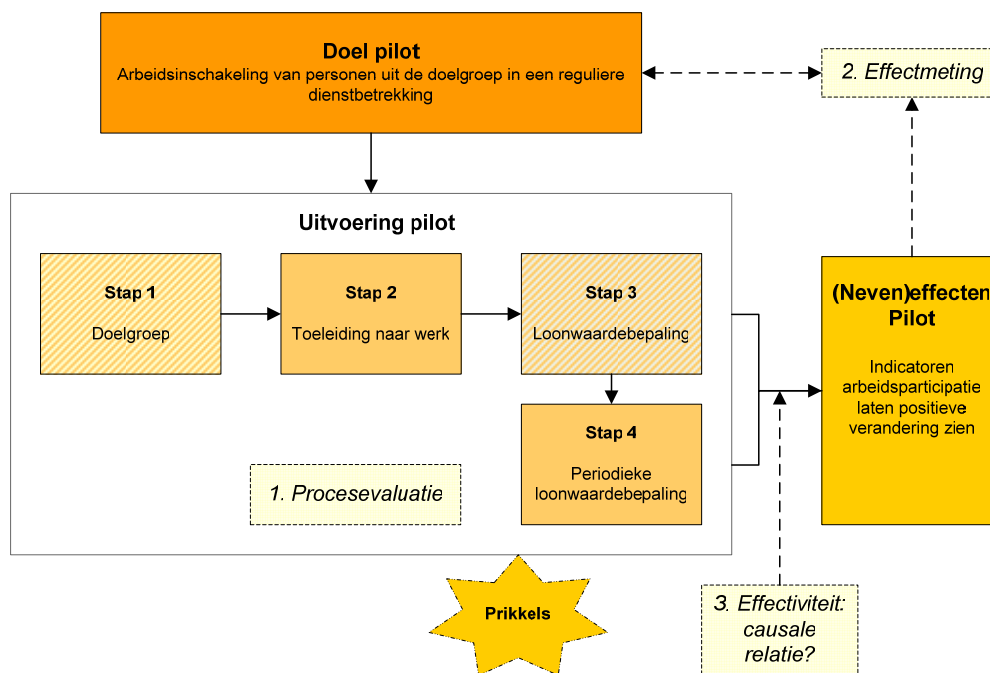 Doel pilot
Arbeidsinschakeling van personen uit de doelgroep in een reguliere
dienstbetrekking
2. Effectmeting
Uitvoering pilot
Stap 1
Doelgroep
Stap 2
Toeleiding naar werk
Stap 3
Loonwaardebepaling
Stap 4
Periodieke
loonwaardebepaling
1. Procesevaluatie
(Neven)effecten
Pilot
Indicatoren
arbeidsparticipatie
laten positieve
verandering zien
Prikkels
3. Effectiviteit:
causale
relatie?